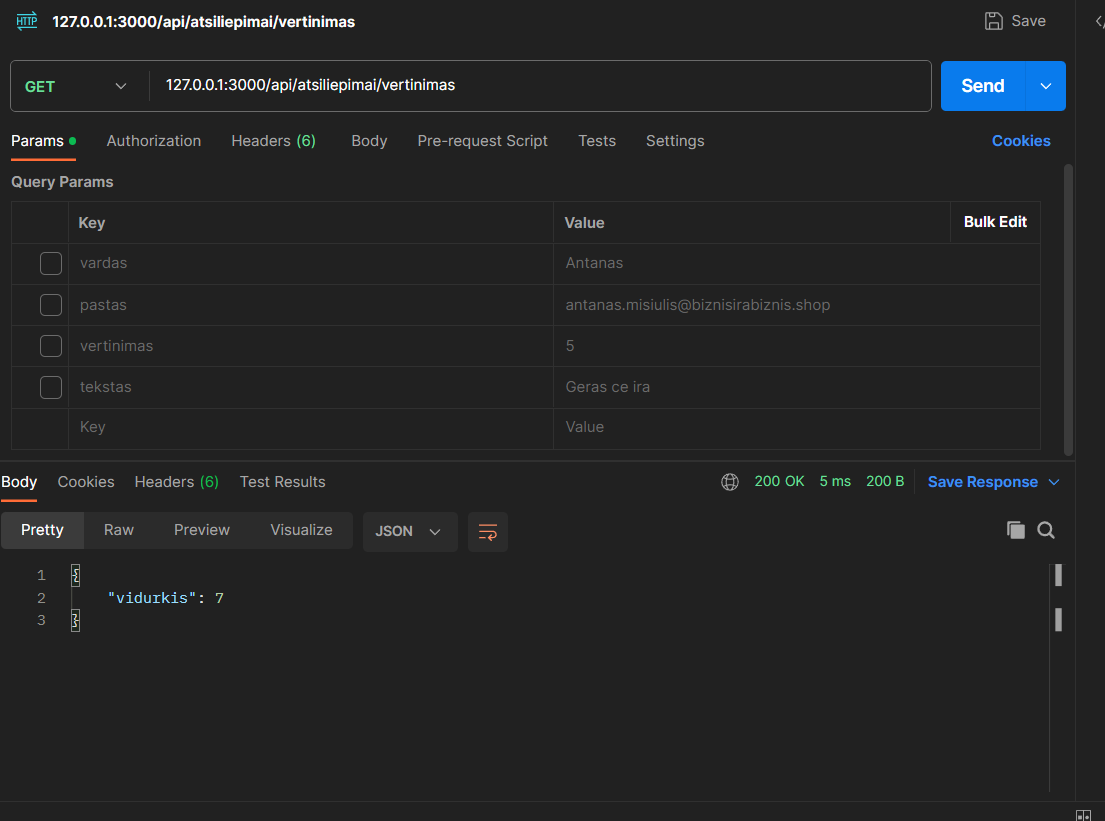 HTTP 127.0.0.1:3000/api/atsiliepimai/vertinimas Save
GET 127.0.0.1:3000/api/atsiliepimai/vertinimas Send
Params Authorization Headers (6) Body Pre-request Script Tests Settings Cookies
Query Params
Key Value Bulk Edit
vardas Antanas
pastas antanas.misiulis@biznisirabiznis.shop
vertinimas 5
tekstas Geras ce ira
Key Value
Body Cookies Headers (6) Test Results 200 OK 5 ms 200 B Save Response
Pretty Raw Preview Visualize JSON
1 {
2 "vidurkis": 7
3 }